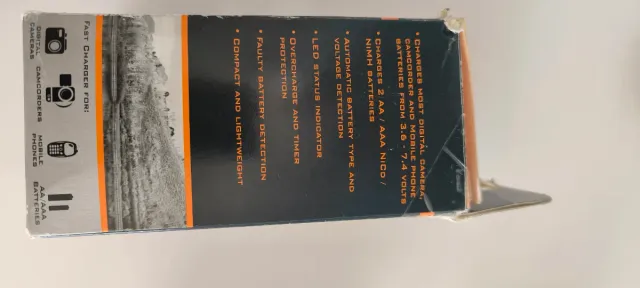 • Charges most digital camera,
camcorder and mobile phone
batteries from 3.6 - 7.4 volts
• Charges 2 AA / AAA NiCd /
NiMH batteries
• Automatic battery type and
voltage detection
• LED status indicator
• Overcharge and timer
protection
• Faulty battery detection
• Compact and lightweight
Fast Charger for:
Digital
Cameras
Camcorders
Mobile
Phones
AA/AAA
Batteries